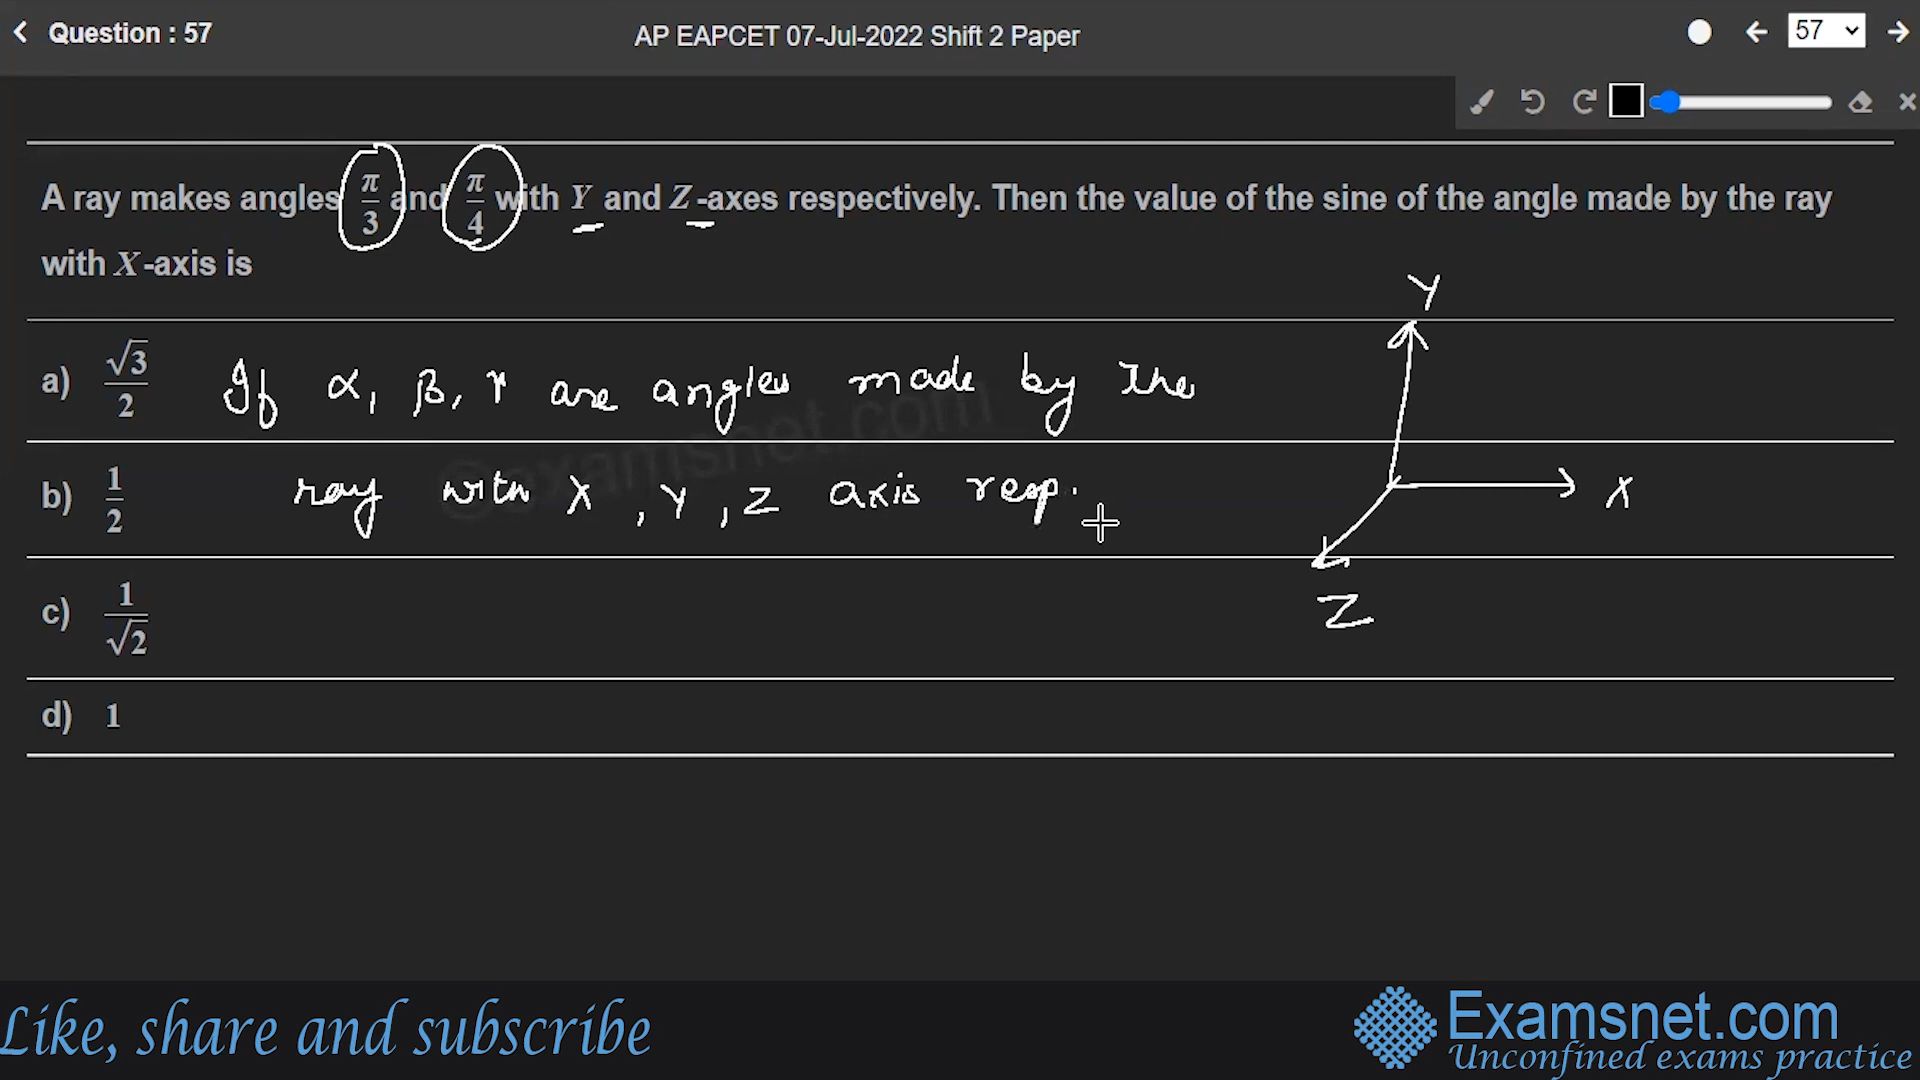 Question : 57
AP EAPCET 07-Jul-2022 Shift 2 Paper
57
A ray makes angles π/3 and π/4 with Y and Z-axes respectively. Then the value of the sine of the angle made by the ray
with X-axis is
Y
a) √3/2
If α, β, γ are angles made by the
b) 1/2
ray with X, Y, Z axis resp.
X
©examsnet.com
c) 1/√2
Z
d) 1
Like, share and subscribe
Examsnet.com
Unconfined exams practice